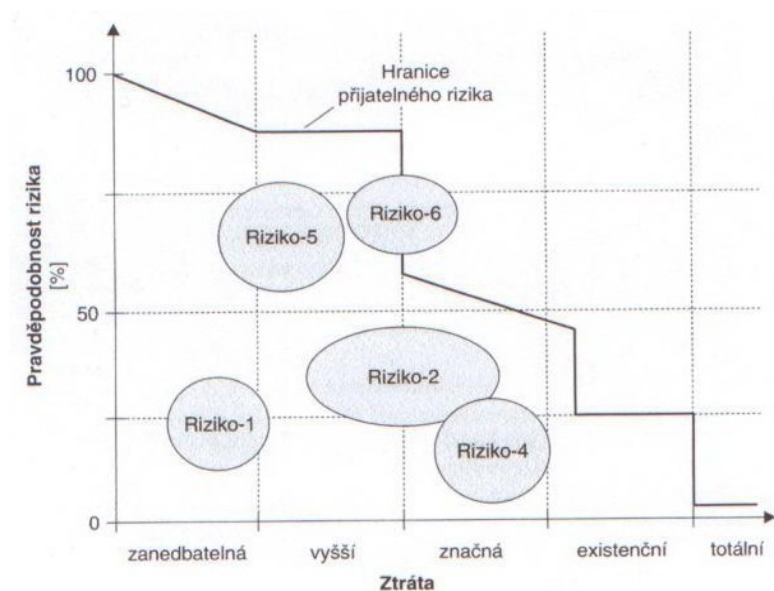 100
Hranice
přijatelného rizika
Riziko-6
Riziko-5
Pravděpodobnost rizika
[%]
50
Riziko-2
Riziko-1
Riziko-4
0
zanedbatelná vyšší značná existenční totální
Ztráta